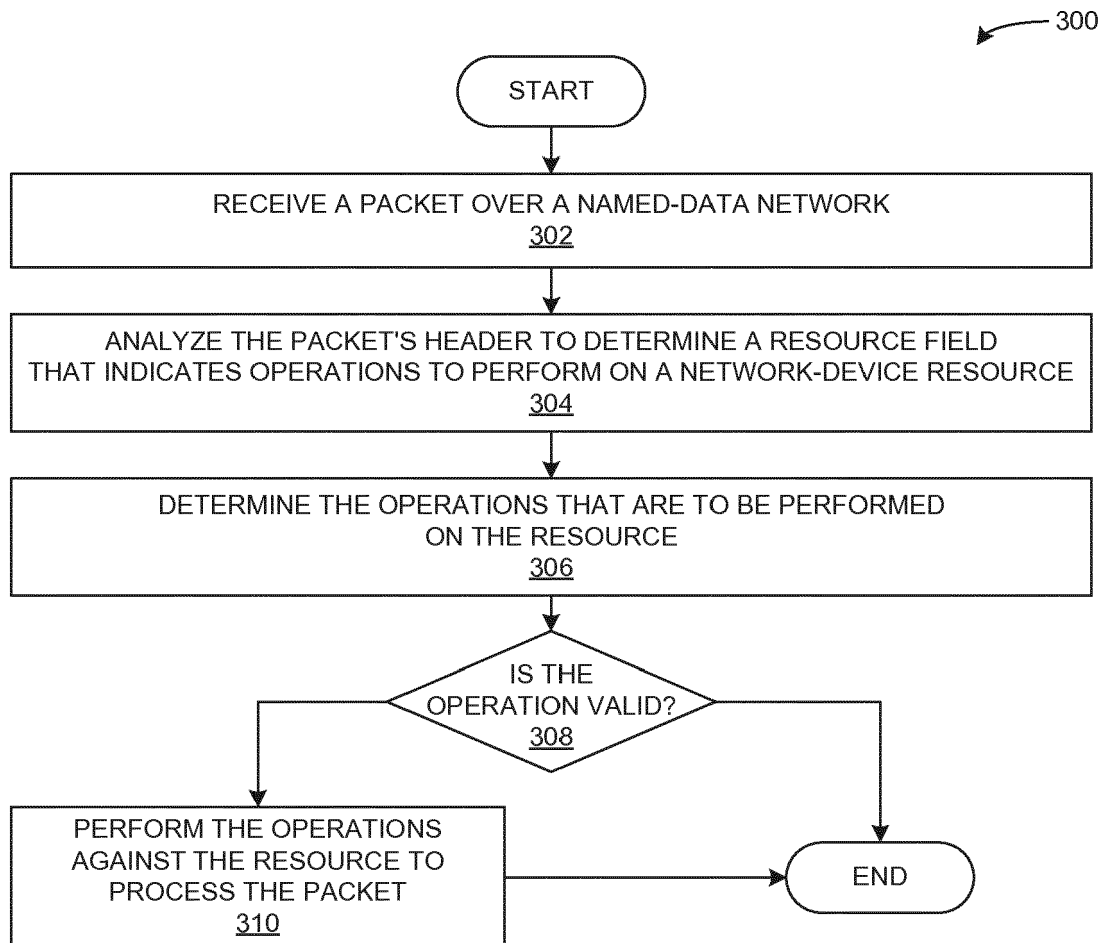 300
START
RECEIVE A PACKET OVER A NAMED-DATA NETWORK
302
ANALYZE THE PACKET'S HEADER TO DETERMINE A RESOURCE FIELD
THAT INDICATES OPERATIONS TO PERFORM ON A NETWORK-DEVICE RESOURCE
304
DETERMINE THE OPERATIONS THAT ARE TO BE PERFORMED
ON THE RESOURCE
306
IS THE
OPERATION VALID?
308
PERFORM THE OPERATIONS
AGAINST THE RESOURCE TO
PROCESS THE PACKET
310
END